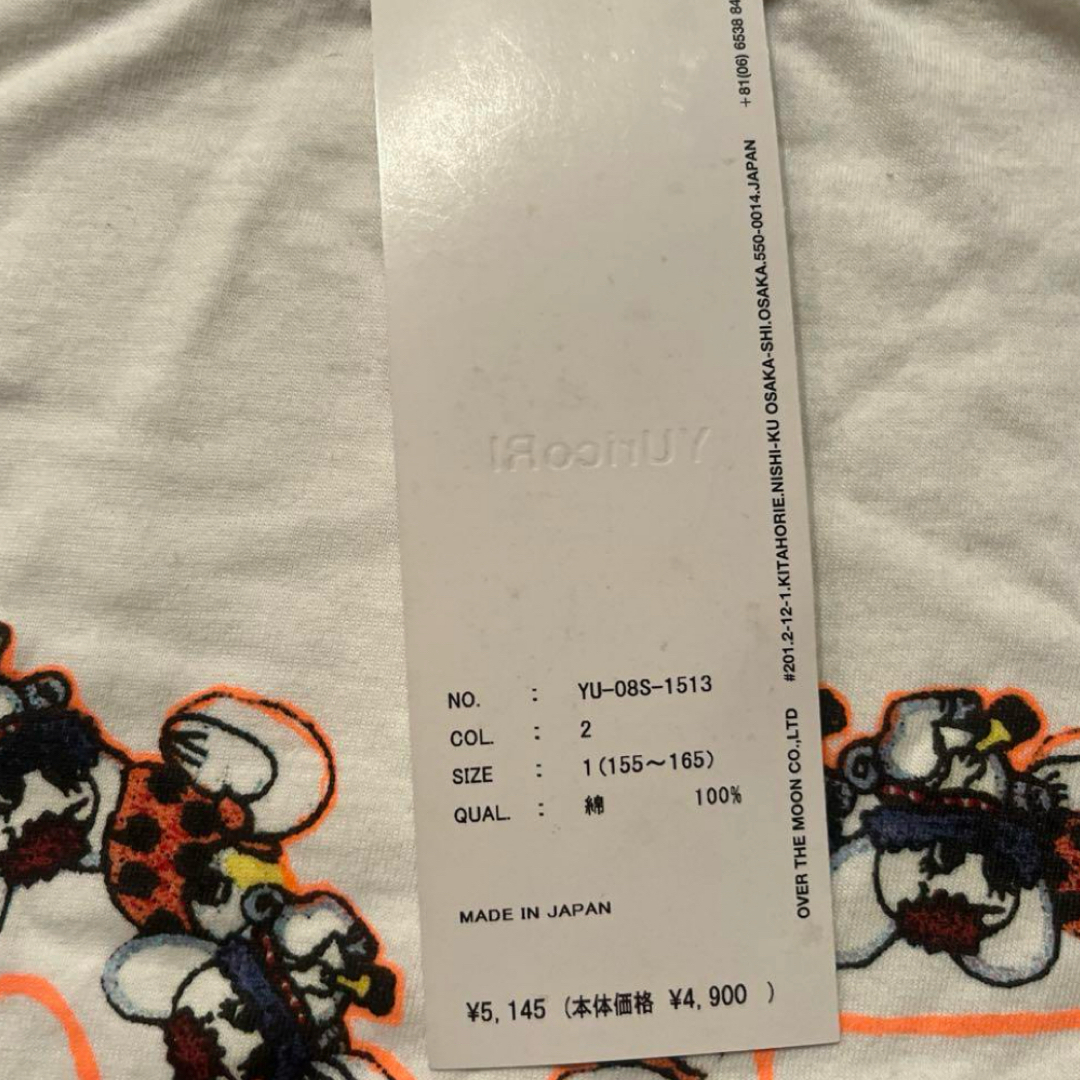 YUricoRI
NO. : YU-08S-1513
COL. : 2
SIZE : 1(155～165)
QUAL. : 綿 100%
MADE IN JAPAN
¥5,145 (本体価格 ¥4,900 )
OVER THE MOON CO.,LTD #201.2-12-1.KITAHORIE.NISHI-KU OSAKA-SHI.OSAKA.550-0014.JAPAN +81(06) 6538 84